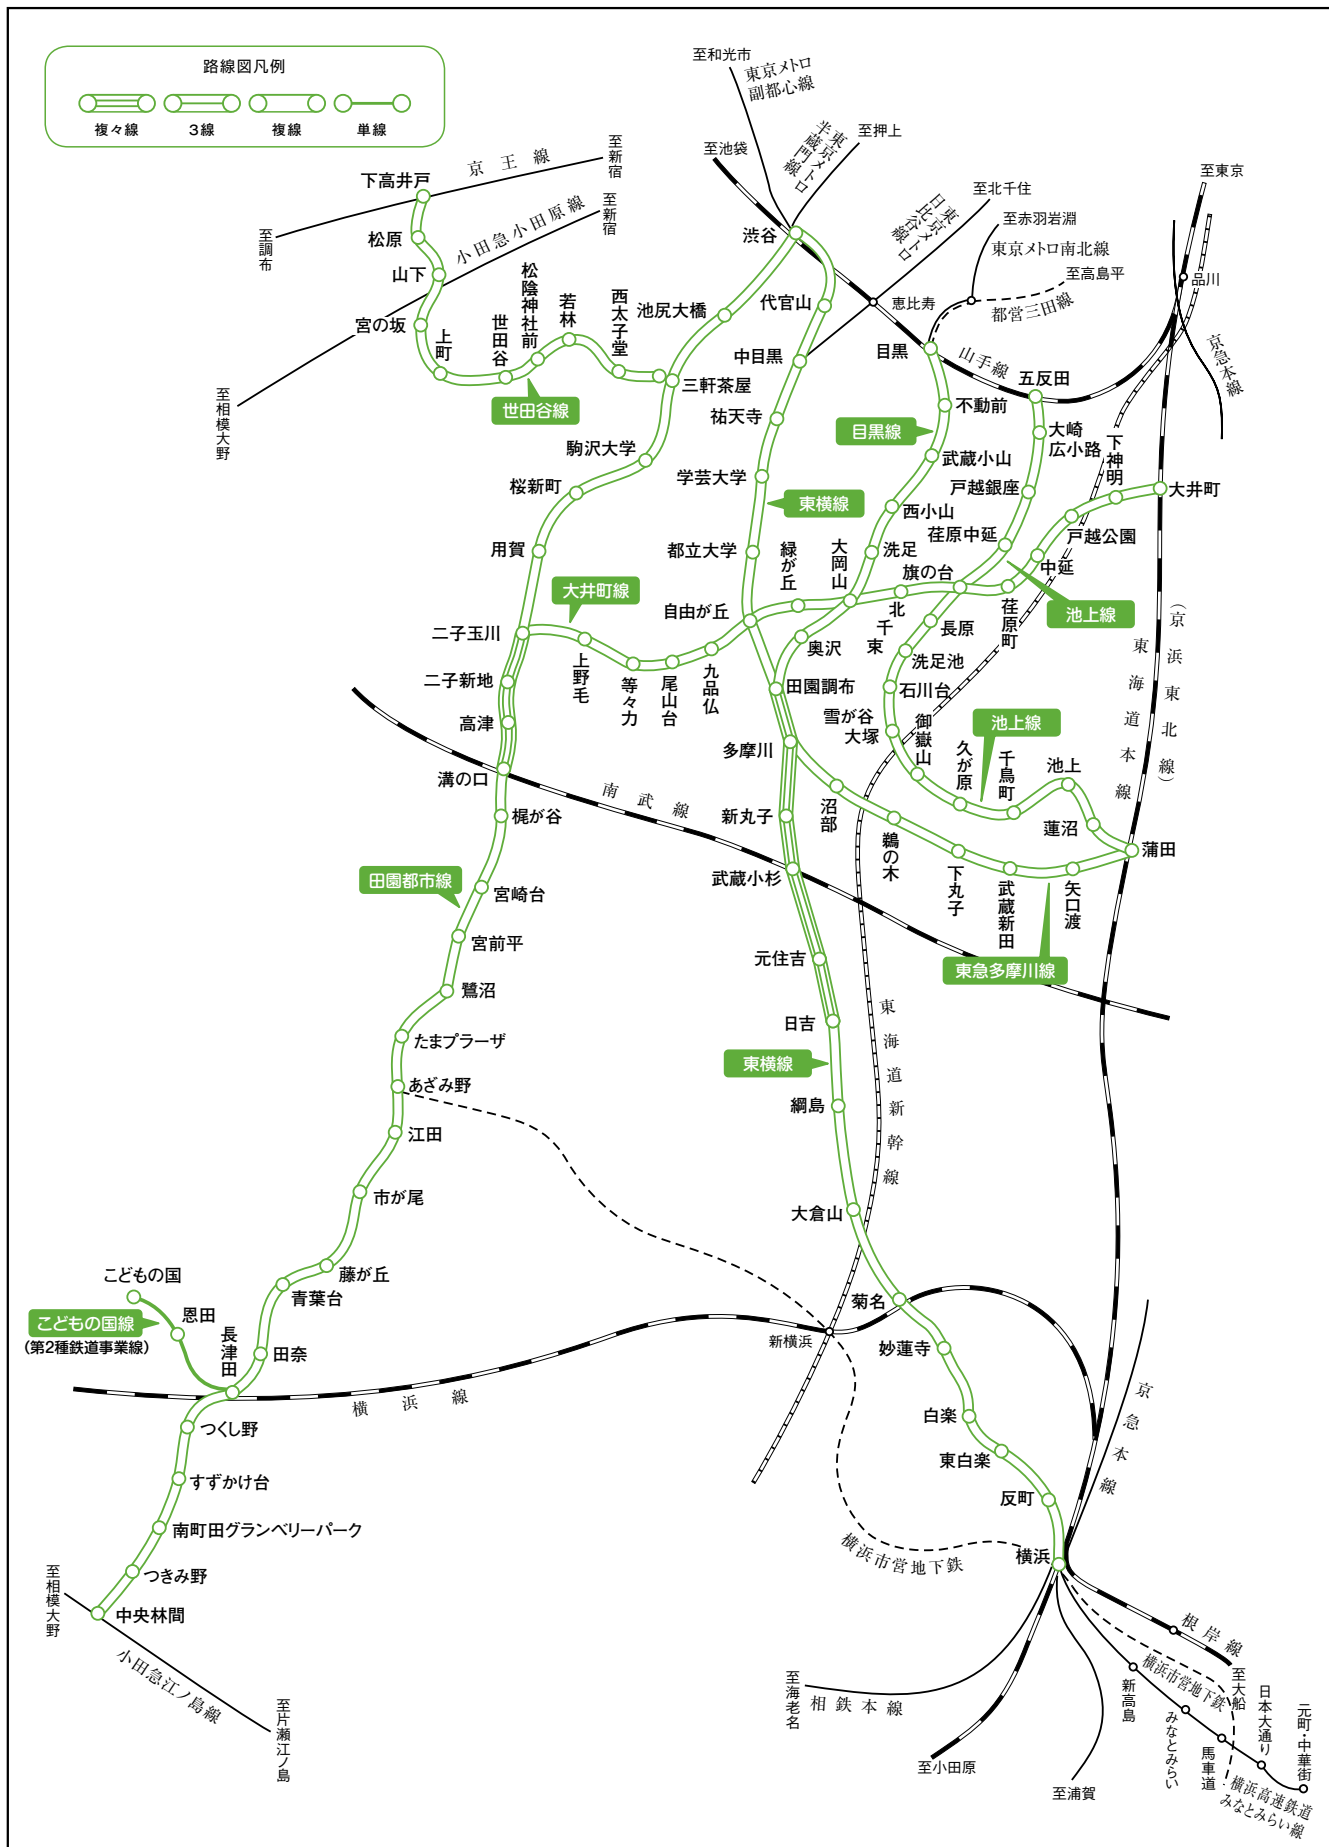 路線図凡例
複々線
3線
複線
単線
至和光市
東京メトロ
副都心線
東京メトロ
半蔵門線
至押上
至池袋
至新宿
京王線
下高井戸
至調布
松原
小田急小田原線
至新宿
山下
宮の坂
上町
世田谷
松陰神社前
若林
西太子堂
世田谷線
至相模大野
渋谷
池尻大橋
三軒茶屋
駒沢大学
桜新町
用賀
大井町線
二子玉川
二子新地
高津
溝の口
梶が谷
田園都市線
宮崎台
宮前平
鷺沼
たまプラーザ
あざみ野
江田
市が尾
藤が丘
青葉台
田奈
長津田
恩田
こどもの国
こどもの国線
(第2種鉄道事業線)
つくし野
すずかけ台
南町田グランベリーパーク
つきみ野
中央林間
至相模大野
小田急江ノ島線
至片瀬江ノ島
東京メトロ
日比谷線
至北千住
至赤羽岩淵
東京メトロ南北線
至高島平
都営三田線
恵比寿
代官山
中目黒
祐天寺
学芸大学
東横線
都立大学
自由が丘
緑が丘
大岡山
北千束
旗の台
荏原町
中延
戸越公園
下神明
大井町
上野毛
等々力
尾山台
九品仏
目黒
山手線
不動前
目黒線
武蔵小山
西小山
洗足
奥沢
田園調布
多摩川
新丸子
武蔵小杉
元住吉
日吉
東横線
綱島
大倉山
菊名
妙蓮寺
白楽
東白楽
反町
横浜
五反田
大崎
広小路
戸越銀座
荏原中延
池上線
長原
洗足池
石川台
雪が谷
大塚
御嶽山
久が原
池上線
千鳥町
池上
蓮沼
蒲田
沼部
鵜の木
下丸子
武蔵新田
矢口渡
東急多摩川線
至東京
品川
京急本線
東海道本線
(京浜東北線)
南武線
東海道新幹線
新横浜
横浜線
横浜市営地下鉄
京急本線
根岸線
至大船
横浜市営地下鉄
新高島
みなとみらい
馬車道
日本大通り
元町・中華街
横浜高速鉄道
みなとみらい線
至海老名
相鉄本線
至小田原
至浦賀